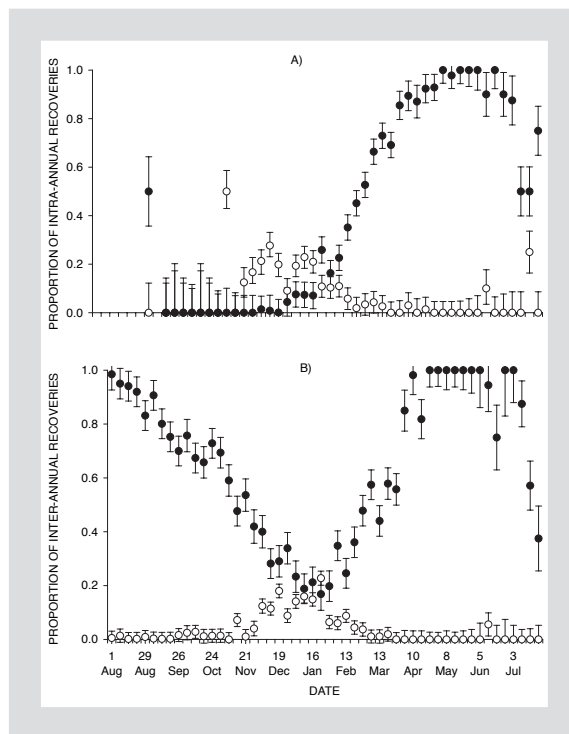 A)
PROPORTION OF INTRA-ANNUAL RECOVERIES
1.0
0.8
0.6
0.4
0.2
0.0
B)
PROPORTION OF INTER-ANNUAL RECOVERIES
1.0
0.8
0.6
0.4
0.2
0.0
1 29 26 24 21 19 16 13 13 10 8 5 3
Aug Aug Sep Oct Nov Dec Jan Feb Mar Apr May Jun Jul
DATE